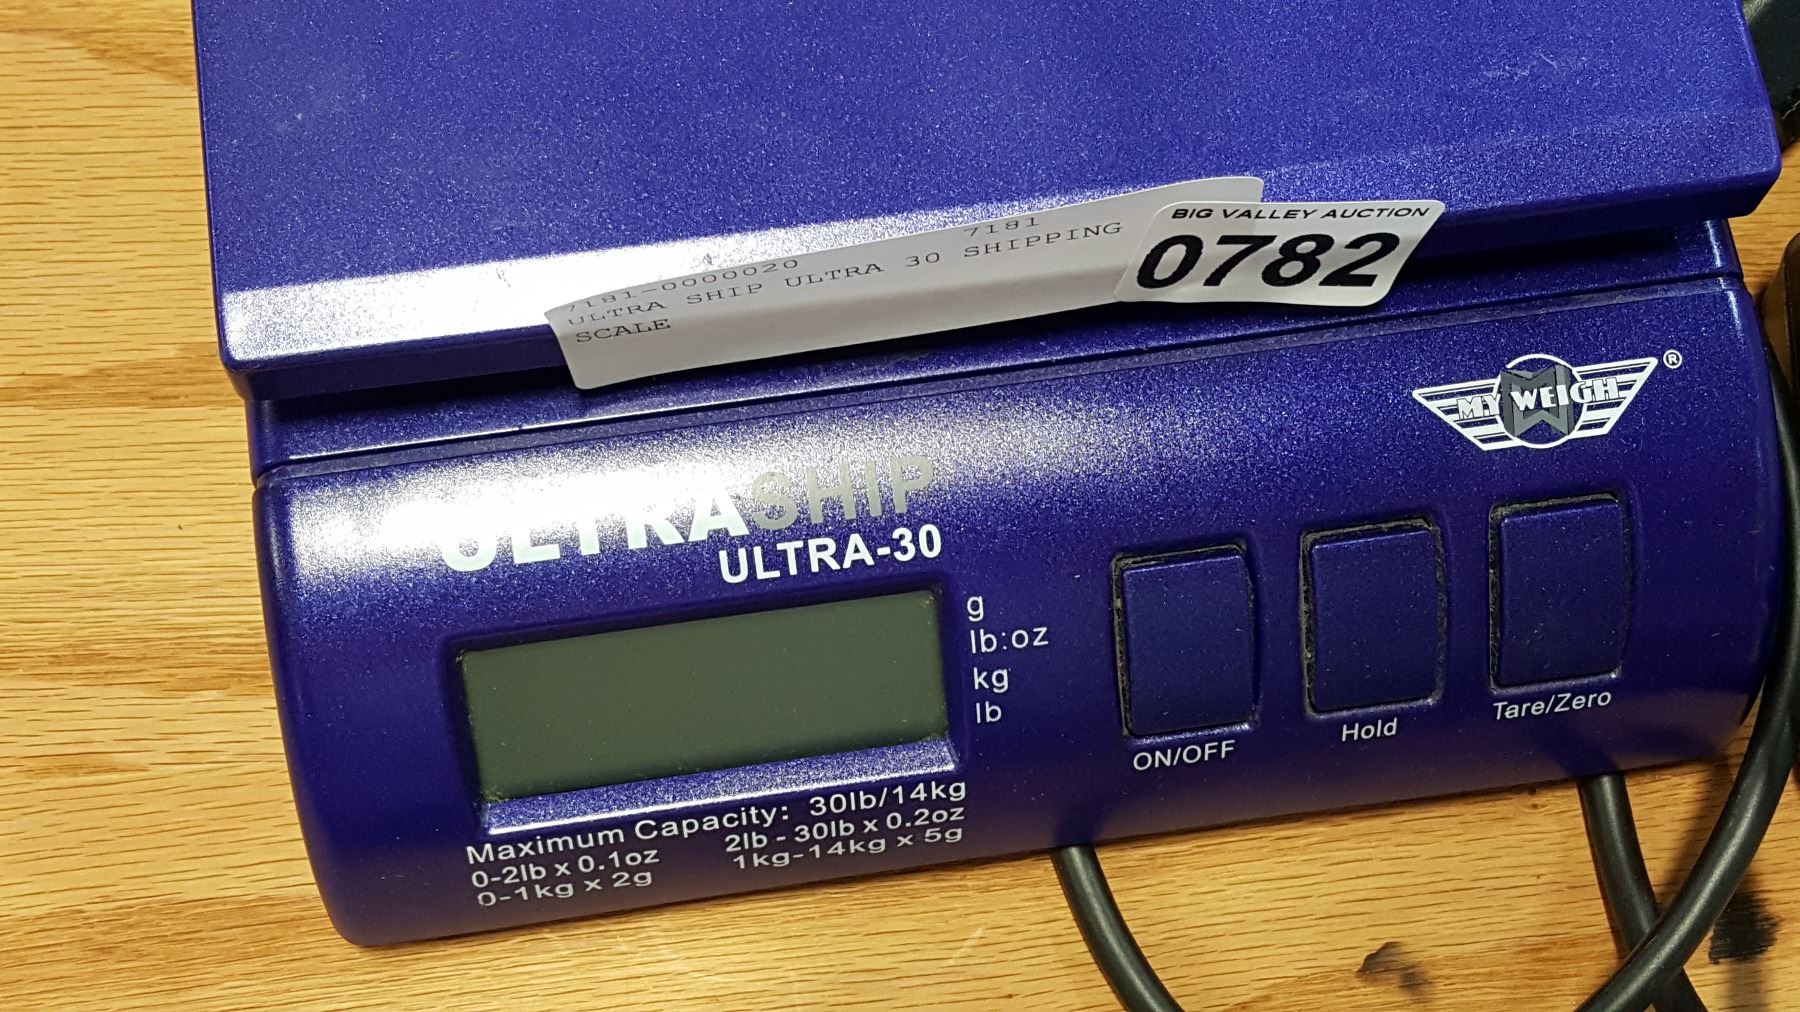 7181-0000020 7181
ULTRA SHIP ULTRA 30 SHIPPING
SCALE
BIG VALLEY AUCTION
0782
MY WEIGH ®
ULTRASHIP
ULTRA-30
g
lb:oz
kg
lb
ON/OFF
Hold
Tare/Zero
Maximum Capacity: 30lb/14kg
0-2lb x 0.1oz 2lb - 30lb x 0.2oz
0-1kg x 2g 1kg-14kg x 5g